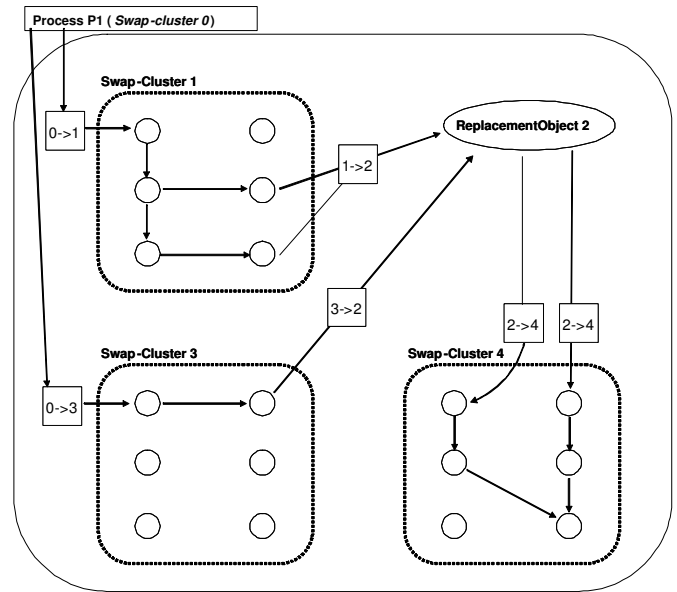 Process P1 ( Swap-cluster 0)
Swap-Cluster 1
0->1
ReplacementObject 2
1->2
3->2
2->4
2->4
Swap-Cluster 3
Swap-Cluster 4
0->3